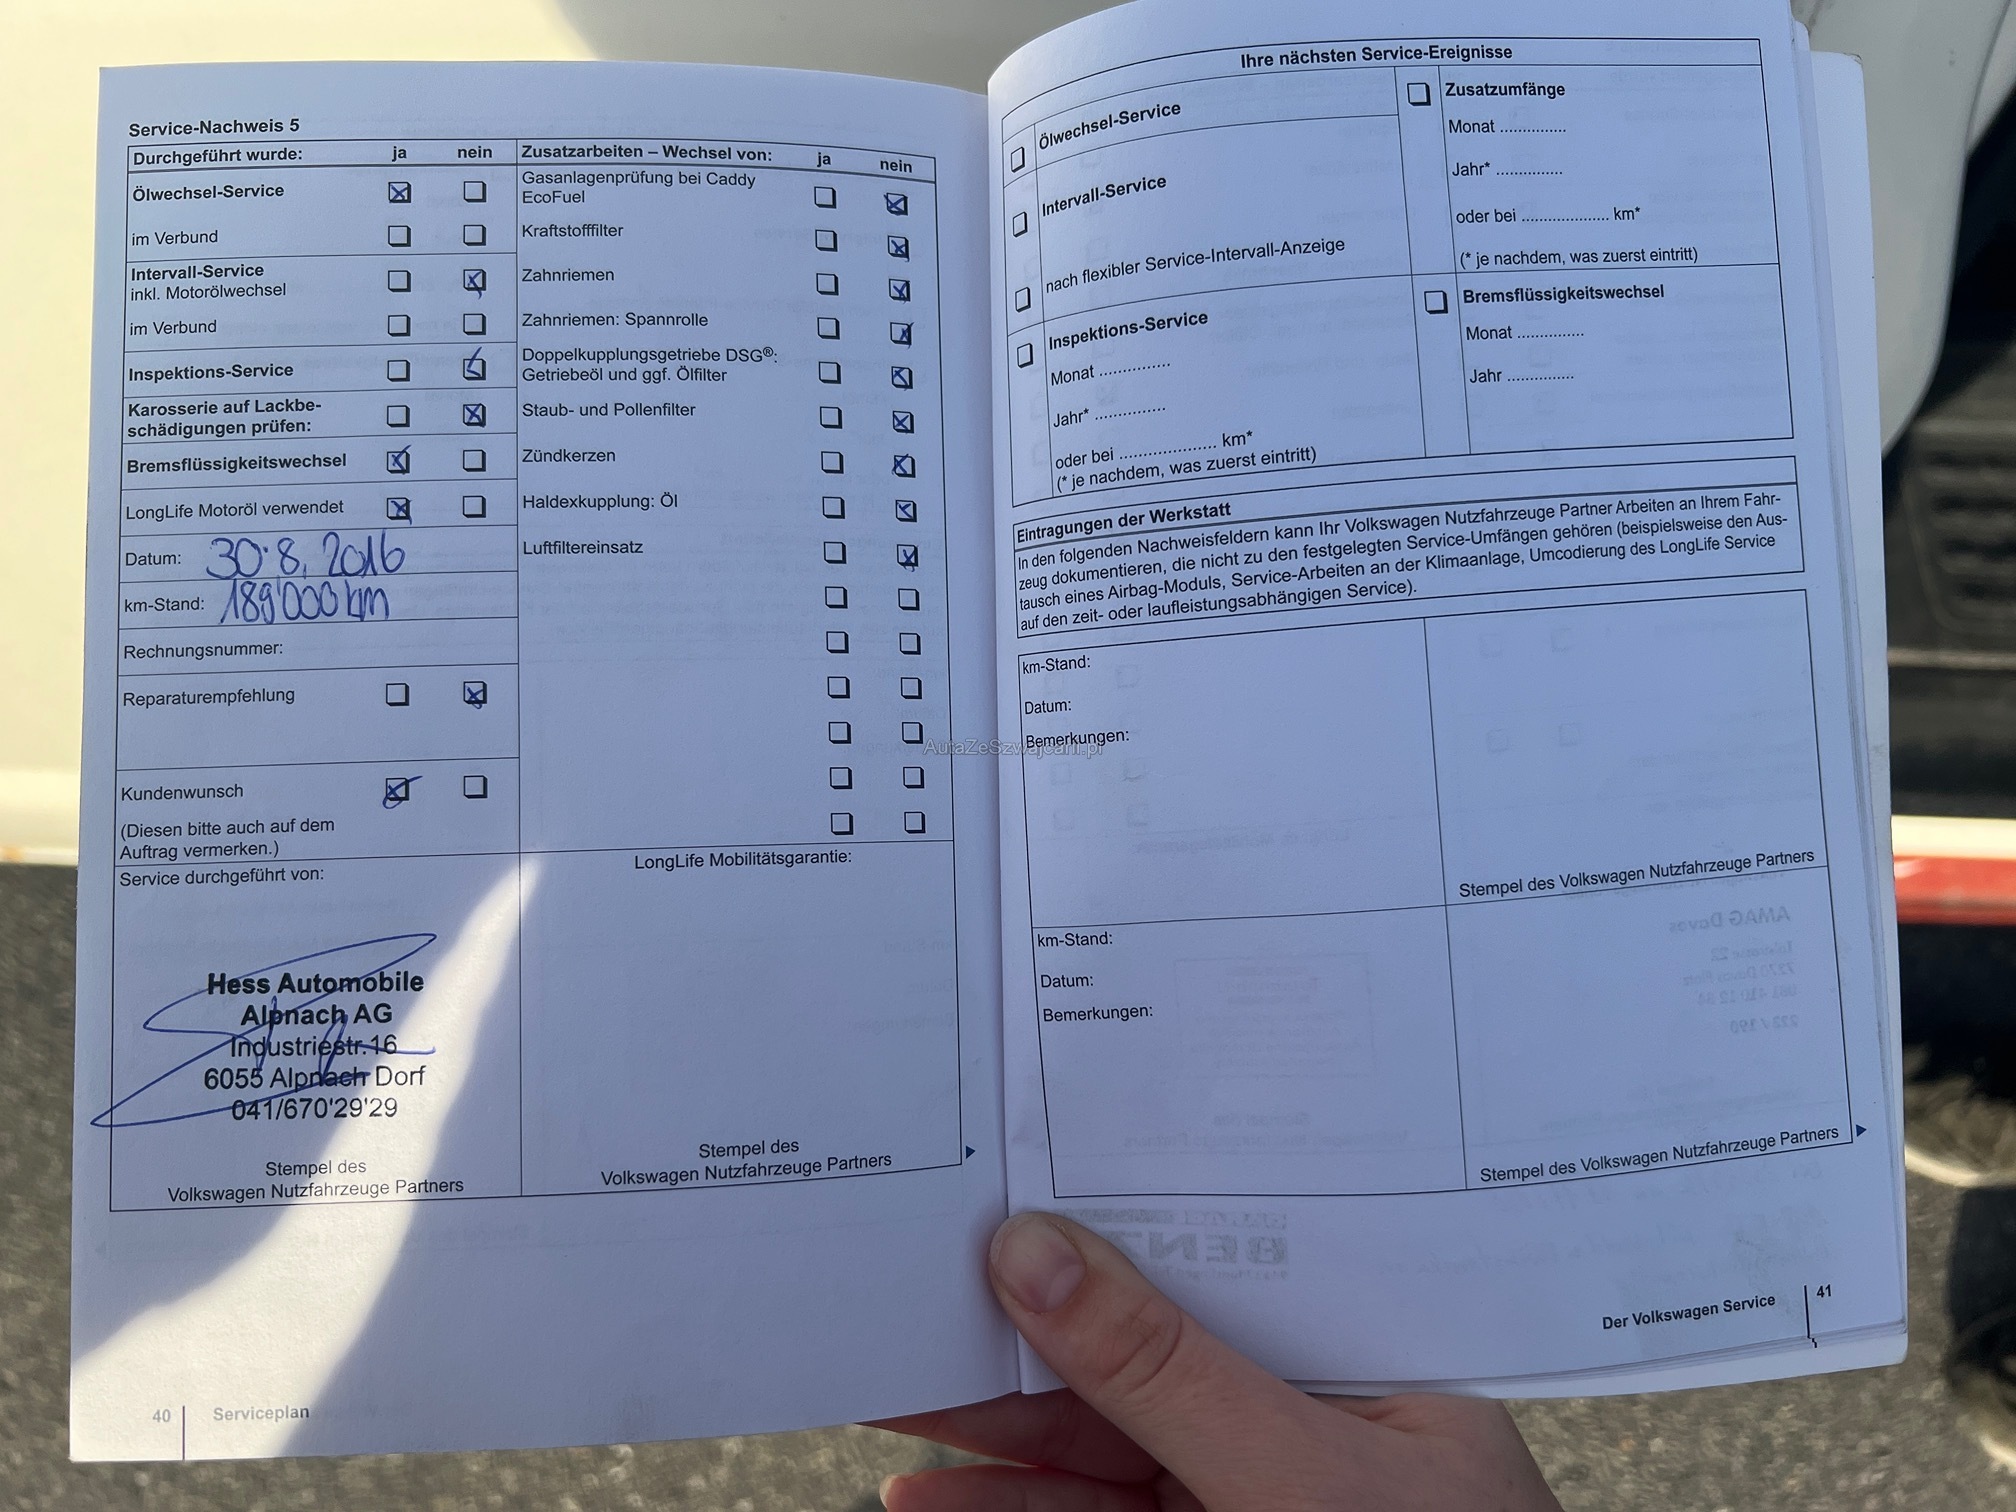 Service-Nachweis 5
Durchgeführt wurde: ja nein
Ölwechsel-Service
im Verbund
Intervall-Service
inkl. Motorölwechsel
im Verbund
Inspektions-Service
Karosserie auf Lackbe-
schädigungen prüfen:
Bremsflüssigkeitswechsel
LongLife Motoröl verwendet
Datum: 30.8.2016
km-Stand: 189'000 km
Rechnungsnummer:
Reparaturempfehlung
Kundenwunsch
(Diesen bitte auch auf dem
Auftrag vermerken.)
Service durchgeführt von:
Hess Automobile
Alpnach AG
Industriestr.16
6055 Alpnach Dorf
041/670'29'29
Stempel des
Volkswagen Nutzfahrzeuge Partners
Zusatzarbeiten – Wechsel von: ja nein
Gasanlagenprüfung bei Caddy
EcoFuel
Kraftstofffilter
Zahnriemen
Zahnriemen: Spannrolle
Doppelkupplungsgetriebe DSG®:
Getriebeöl und ggf. Ölfilter
Staub- und Pollenfilter
Zündkerzen
Haldexkupplung: Öl
Luftfiltereinsatz
LongLife Mobilitätsgarantie:
Stempel des
Volkswagen Nutzfahrzeuge Partners
40 Serviceplan
Ihre nächsten Service-Ereignisse
Ölwechsel-Service
Intervall-Service
nach flexibler Service-Intervall-Anzeige
Inspektions-Service
Monat ...............
Jahr* ...............
oder bei .................... km*
(* je nachdem, was zuerst eintritt)
Zusatzumfänge
Monat ...............
Jahr* ...............
oder bei .................... km*
(* je nachdem, was zuerst eintritt)
Bremsflüssigkeitswechsel
Monat ...............
Jahr ...............
Eintragungen der Werkstatt
In den folgenden Nachweisfeldern kann Ihr Volkswagen Nutzfahrzeuge Partner Arbeiten an Ihrem Fahr-
zeug dokumentieren, die nicht zu den festgelegten Service-Umfängen gehören (beispielsweise den Aus-
tausch eines Airbag-Moduls, Service-Arbeiten an der Klimaanlage, Umcodierung des LongLife Service
auf den zeit- oder laufleistungsabhängigen Service).
km-Stand:
Datum:
Bemerkungen:
Stempel des Volkswagen Nutzfahrzeuge Partners
km-Stand:
Datum:
Bemerkungen:
Stempel des Volkswagen Nutzfahrzeuge Partners
Der Volkswagen Service 41
AutaZeSzwajcarii.pl